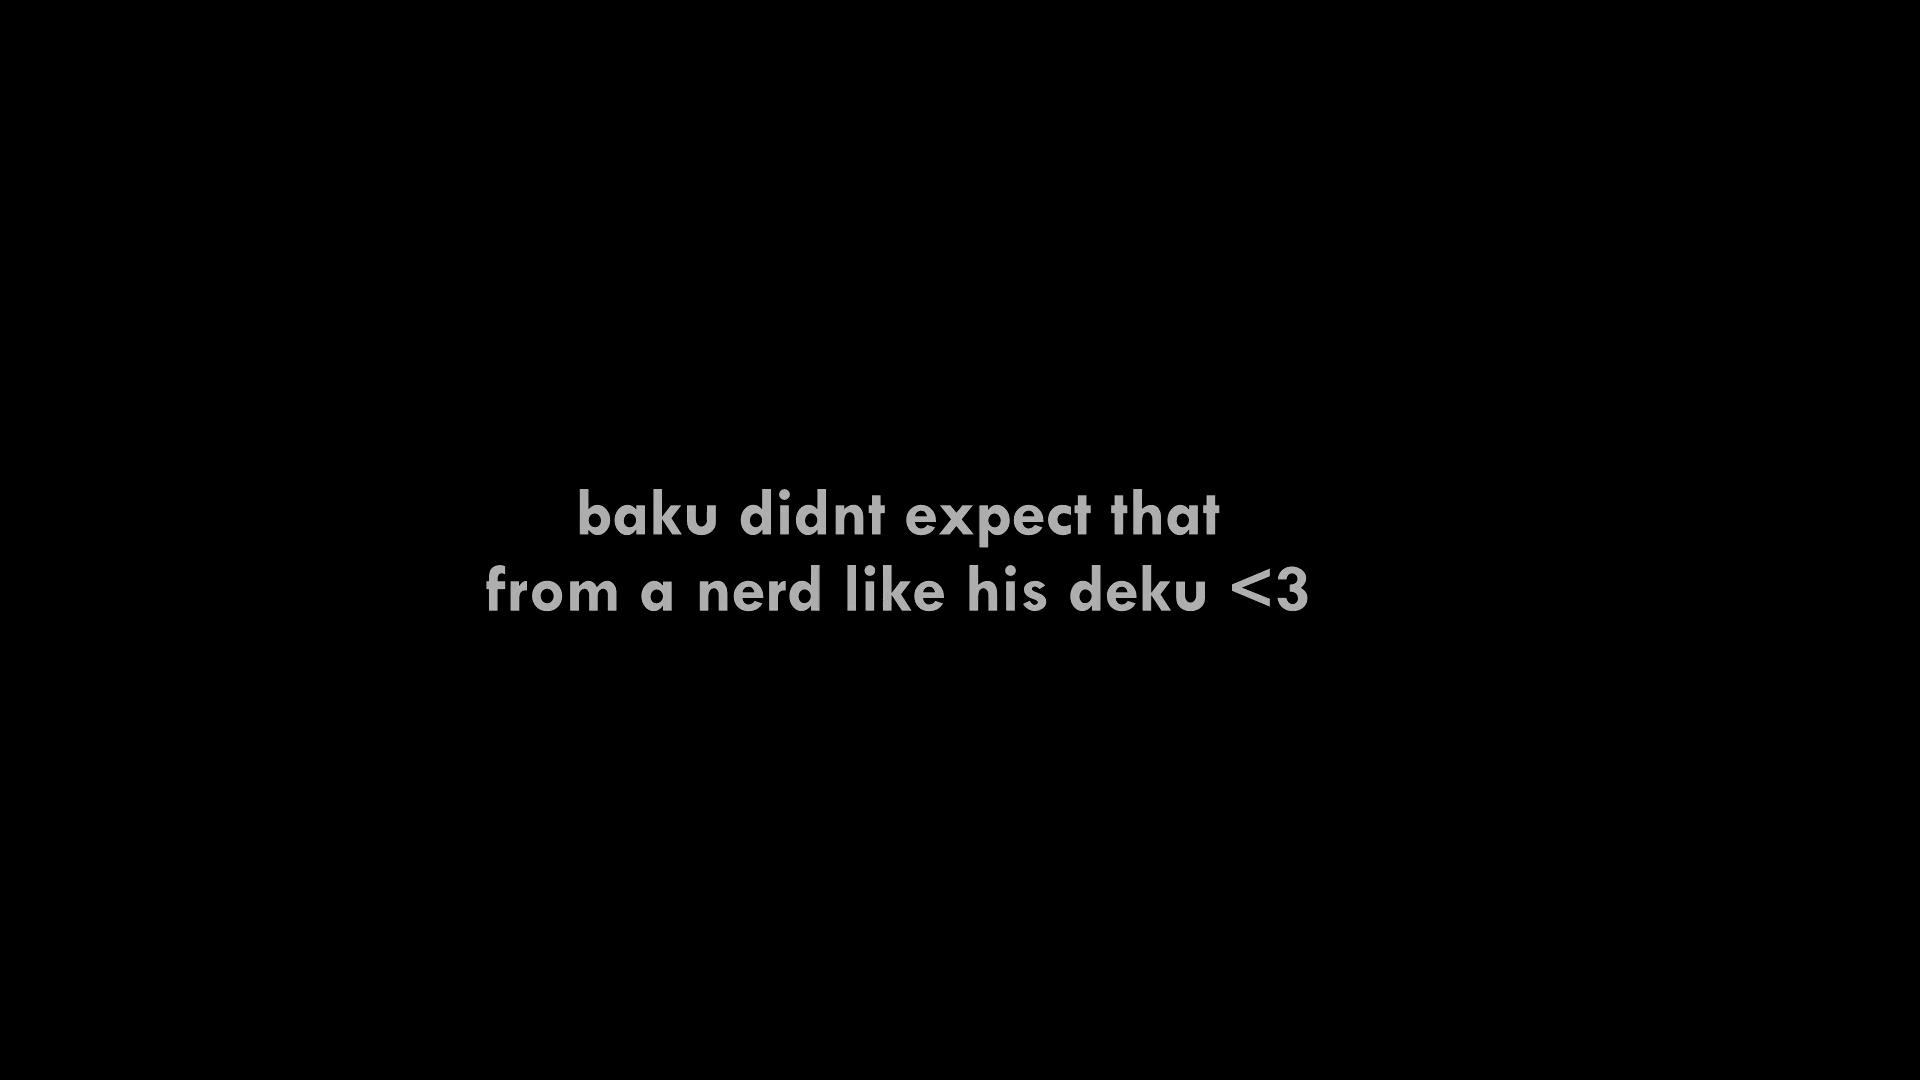 baku didnt expect that
from a nerd like his deku <3